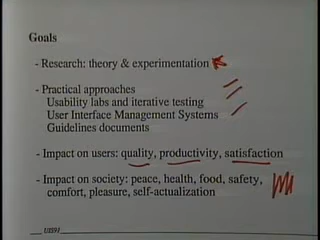 Goals
- Research: theory & experimentation
- Practical approaches
Usability labs and iterative testing
User Interface Management Systems
Guidelines documents
- Impact on users: quality, productivity, satisfaction
- Impact on society: peace, health, food, safety,
comfort, pleasure, self-actualization